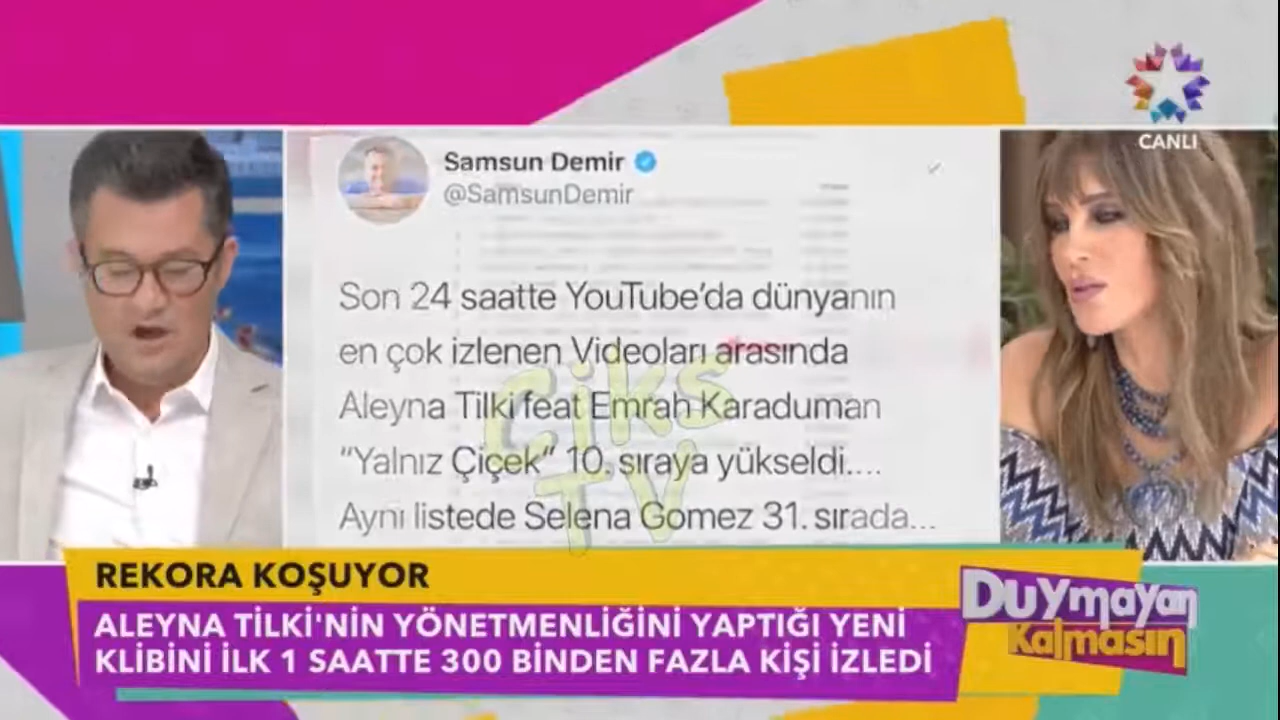 CANLI
Samsun Demir
@SamsunDemir
Son 24 saatte YouTube'da dünyanın
en çok izlenen Videoları arasında
Aleyna Tilki feat Emrah Karaduman
“Yalnız Çiçek” 10. sıraya yükseldi....
Ayni listede Selena Gomez 31. sırada...
Çiks
TV
REKORA KOŞUYOR
ALEYNA TİLKİ'NİN YÖNETMENLİĞİNİ YAPTIĞI YENİ
KLİBİNİ İLK 1 SAATTE 300 BİNDEN FAZLA KİŞİ İZLEDİ
Duymayan
Kalmasın